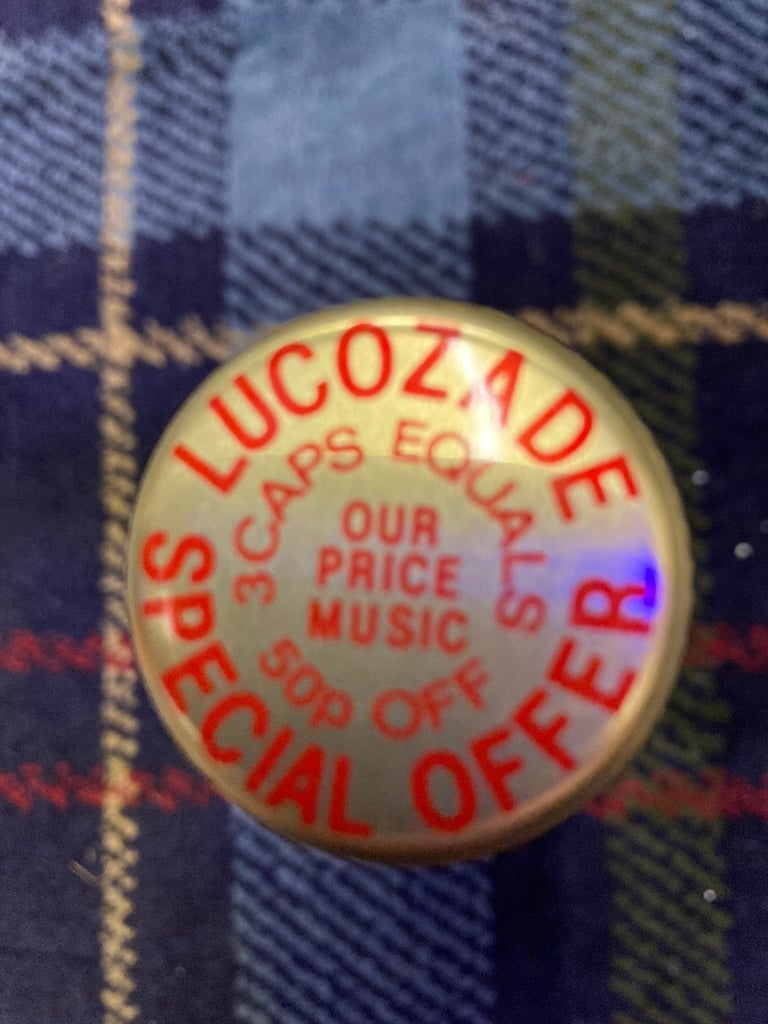 LUCOZADE
SPECIAL OFFER
3 CAPS EQUALS
50p OFF
OUR
PRICE
MUSIC